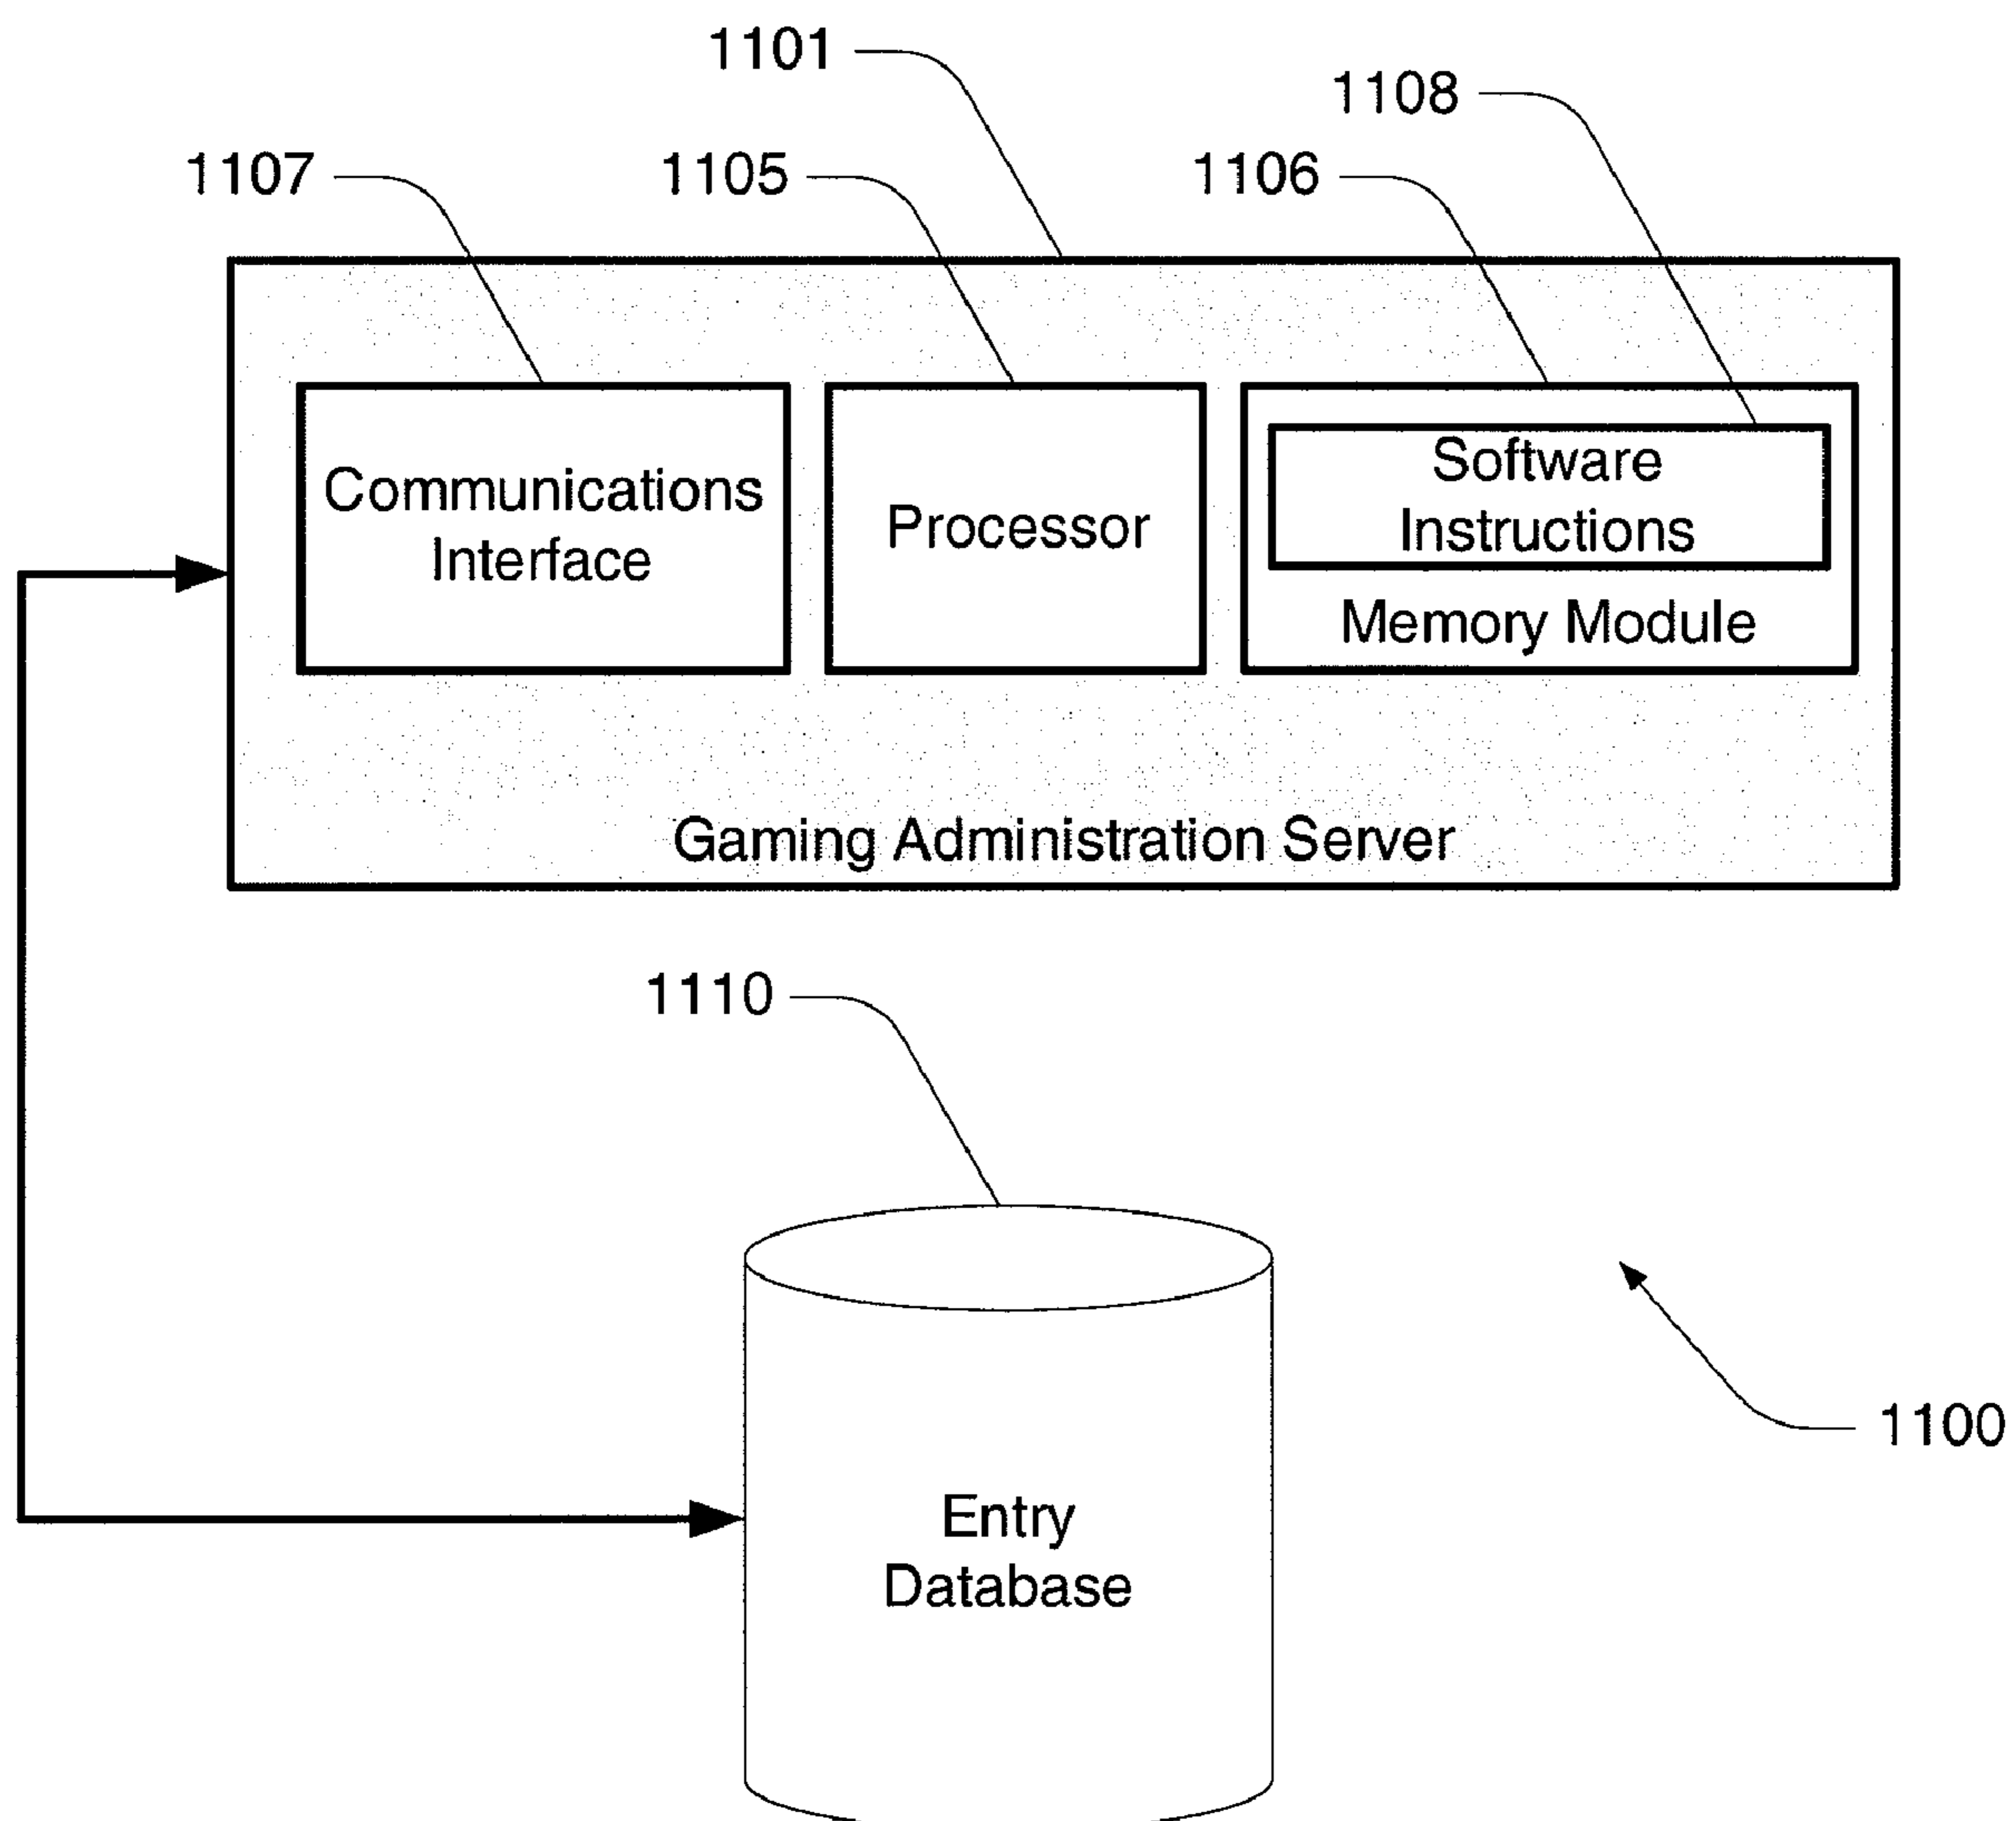 1101
1108
1107
1105
1106
Communications
Interface
Processor
Software
Instructions
Memory Module
Gaming Administration Server
1110
1100
Entry
Database